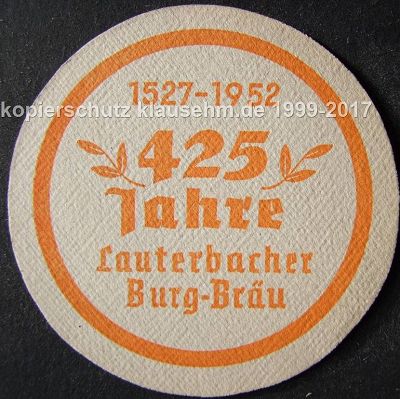 1527-1952
kopierschutz klausehm.de 1999-2017
425
Jahre
Lauterbacher
Burg-Bräu